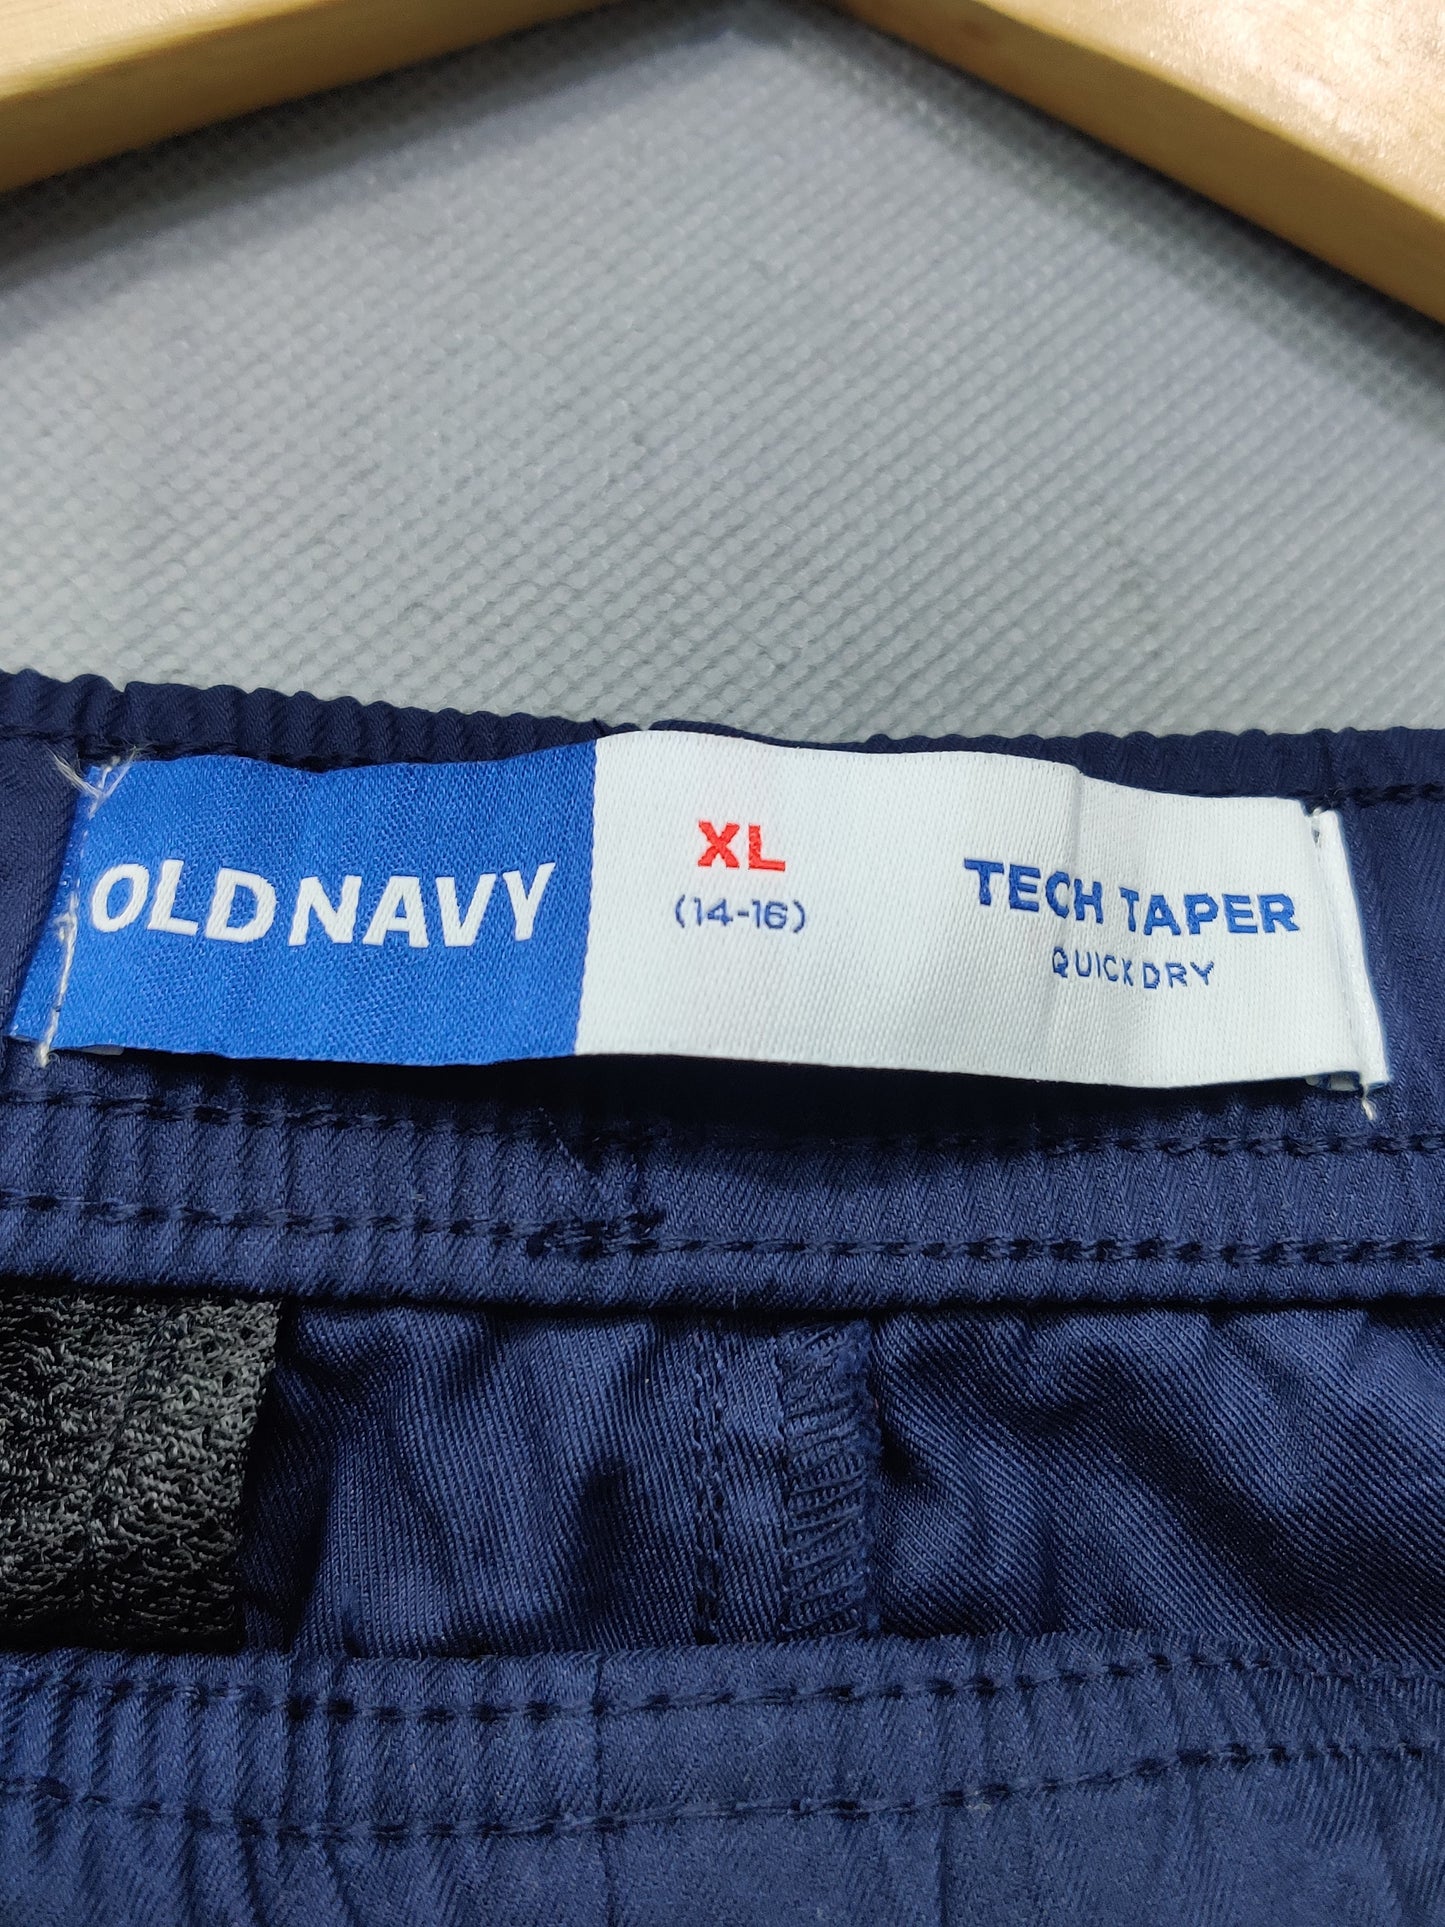 OLD NAVY
XL
(14-16)
TECH TAPER
QUICK DRY